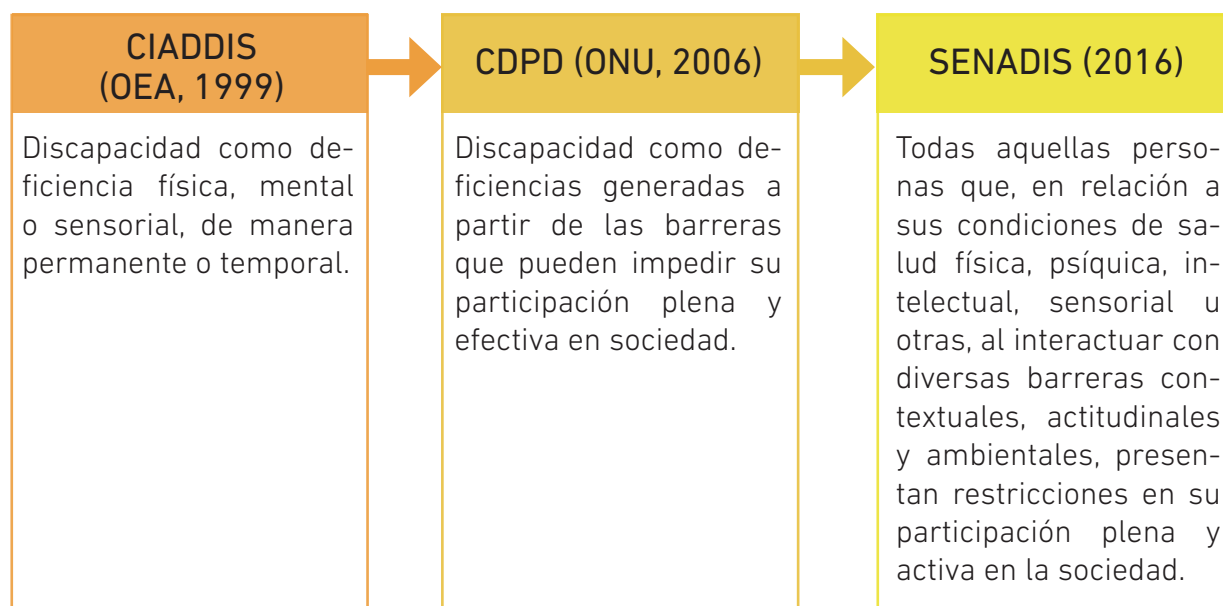 CIADDIS
(OEA, 1999)
Discapacidad como de-
ficiencia física, mental
o sensorial, de manera
permanente o temporal.
CDPD (ONU, 2006)
Discapacidad como de-
ficiencias generadas a
partir de las barreras
que pueden impedir su
participación plena y
efectiva en sociedad.
SENADIS (2016)
Todas aquellas perso-
nas que, en relación a
sus condiciones de sa-
lud física, psíquica, in-
telectual, sensorial u
otras, al interactuar con
diversas barreras con-
textuales, actitudinales
y ambientales, presen-
tan restricciones en su
participación plena y
activa en la sociedad.